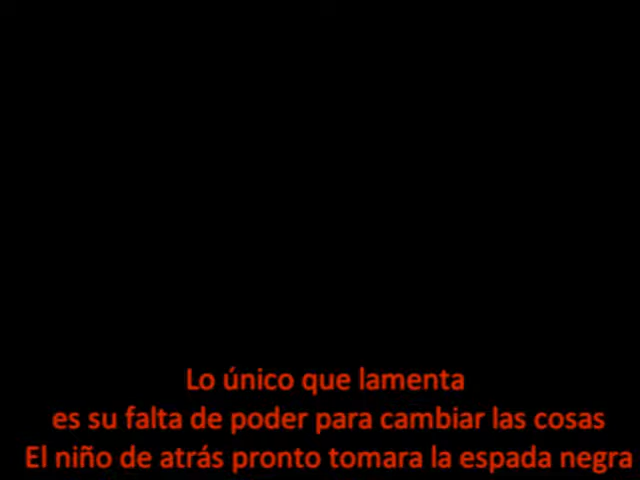 Lo único que lamenta
es su falta de poder para cambiar las cosas
El niño de atrás pronto tomara la espada negra